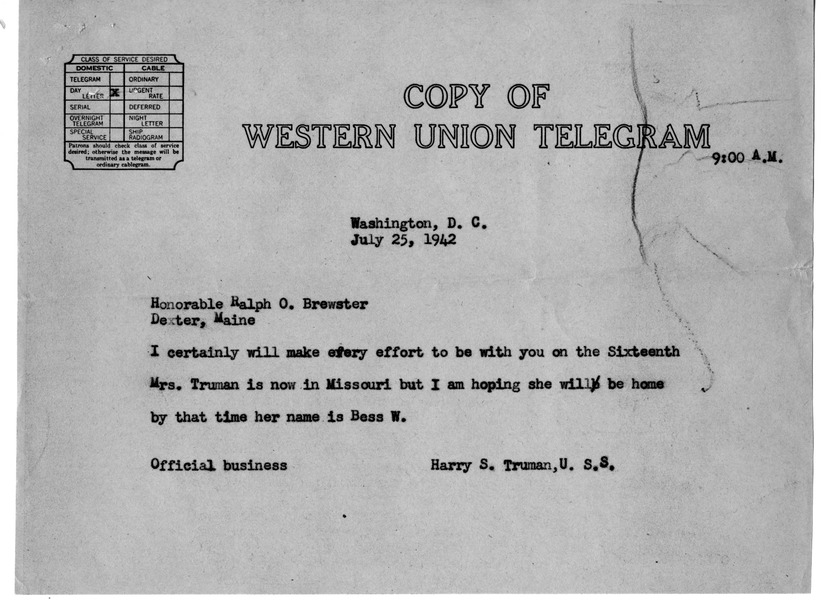 CLASS OF SERVICE DESIRED
DOMESTIC CABLE
TELEGRAM ORDINARY
DAY LETTER X URGENT RATE
SERIAL DEFERRED
OVERNIGHT TELEGRAM NIGHT LETTER
SPECIAL SERVICE SHIP RADIOGRAM
Patrons should check class of service
desired; otherwise the message will be
transmitted as a telegram or
ordinary cablegram.
COPY OF
WESTERN UNION TELEGRAM
9:00 A.M.
Washington, D. C.
July 25, 1942
Honorable Ralph O. Brewster
Dexter, Maine
I certainly will make every effort to be with you on the Sixteenth
Mrs. Truman is now in Missouri but I am hoping she will be home
by that time her name is Bess W.
Official business Harry S. Truman,U. S.S.